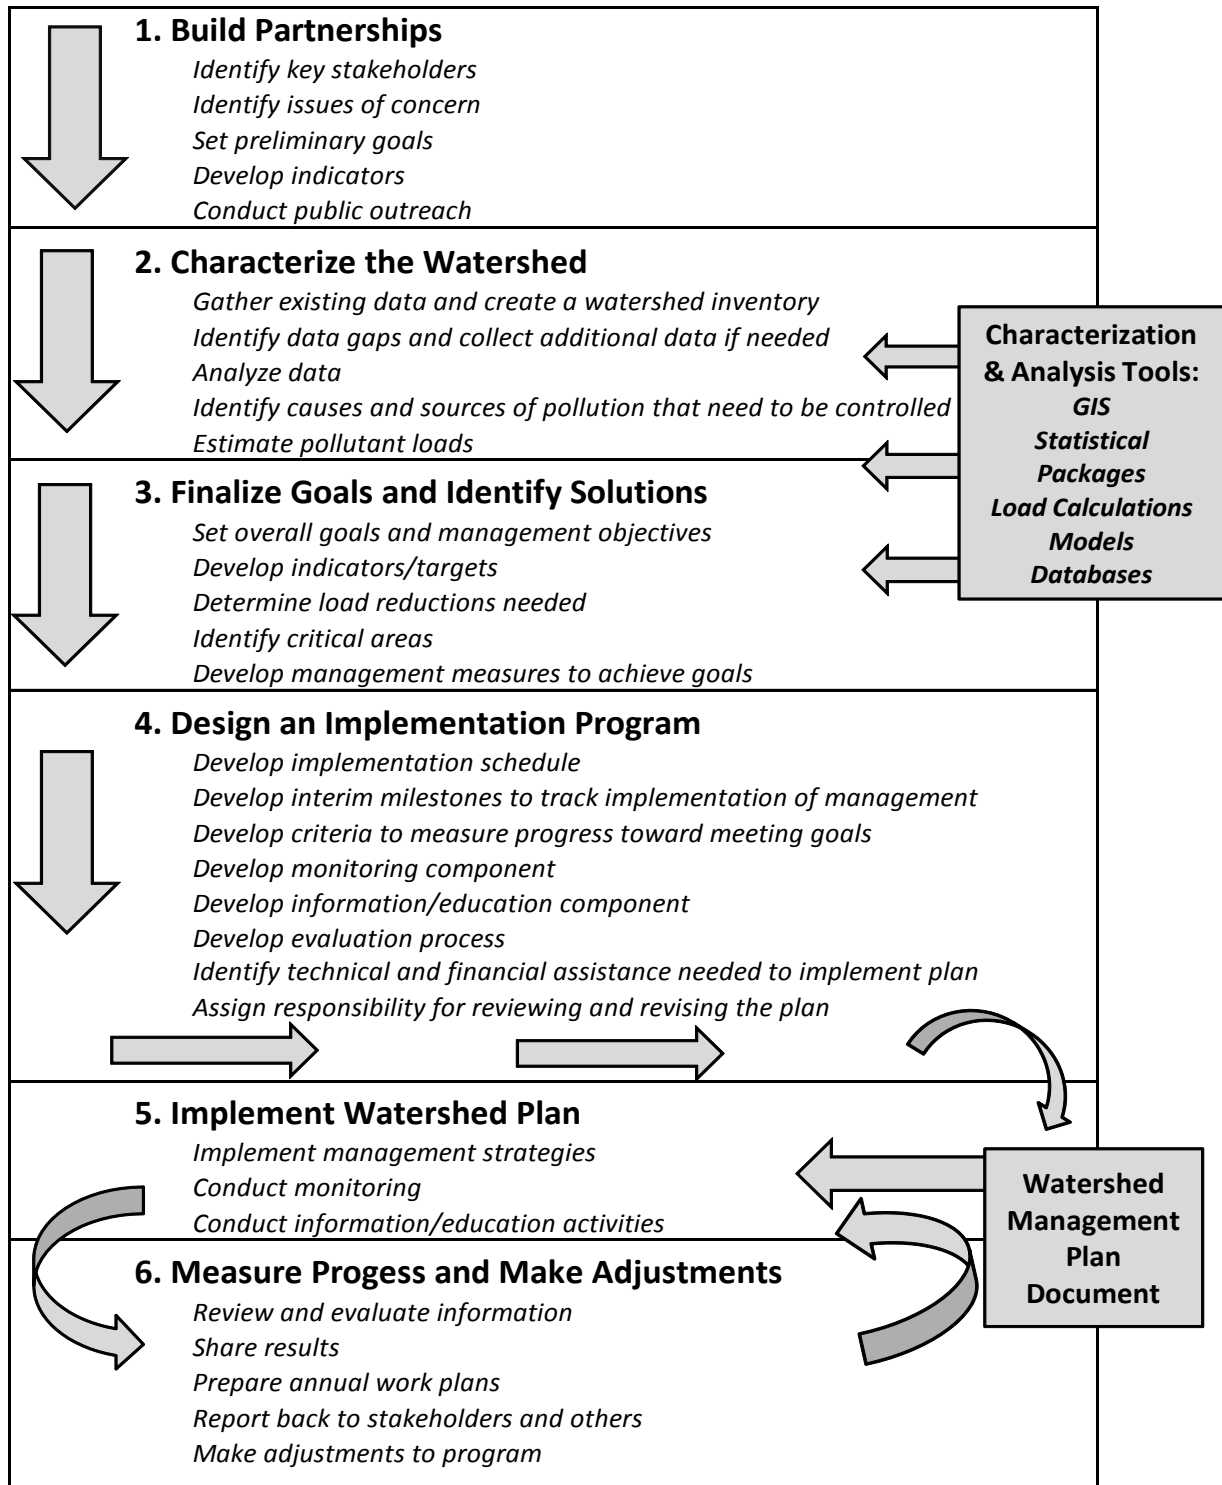 1. Build Partnerships
Identify key stakeholders
Identify issues of concern
Set preliminary goals
Develop indicators
Conduct public outreach
2. Characterize the Watershed
Gather existing data and create a watershed inventory
Identify data gaps and collect additional data if needed
Analyze data
Identify causes and sources of pollution that need to be controlled
Estimate pollutant loads
Characterization
& Analysis Tools:
GIS
Statistical
Packages
Load Calculations
Models
Databases
3. Finalize Goals and Identify Solutions
Set overall goals and management objectives
Develop indicators/targets
Determine load reductions needed
Identify critical areas
Develop management measures to achieve goals
4. Design an Implementation Program
Develop implementation schedule
Develop interim milestones to track implementation of management
Develop criteria to measure progress toward meeting goals
Develop monitoring component
Develop information/education component
Develop evaluation process
Identify technical and financial assistance needed to implement plan
Assign responsibility for reviewing and revising the plan
5. Implement Watershed Plan
Implement management strategies
Conduct monitoring
Conduct information/education activities
Watershed
Management
Plan
Document
6. Measure Progess and Make Adjustments
Review and evaluate information
Share results
Prepare annual work plans
Report back to stakeholders and others
Make adjustments to program